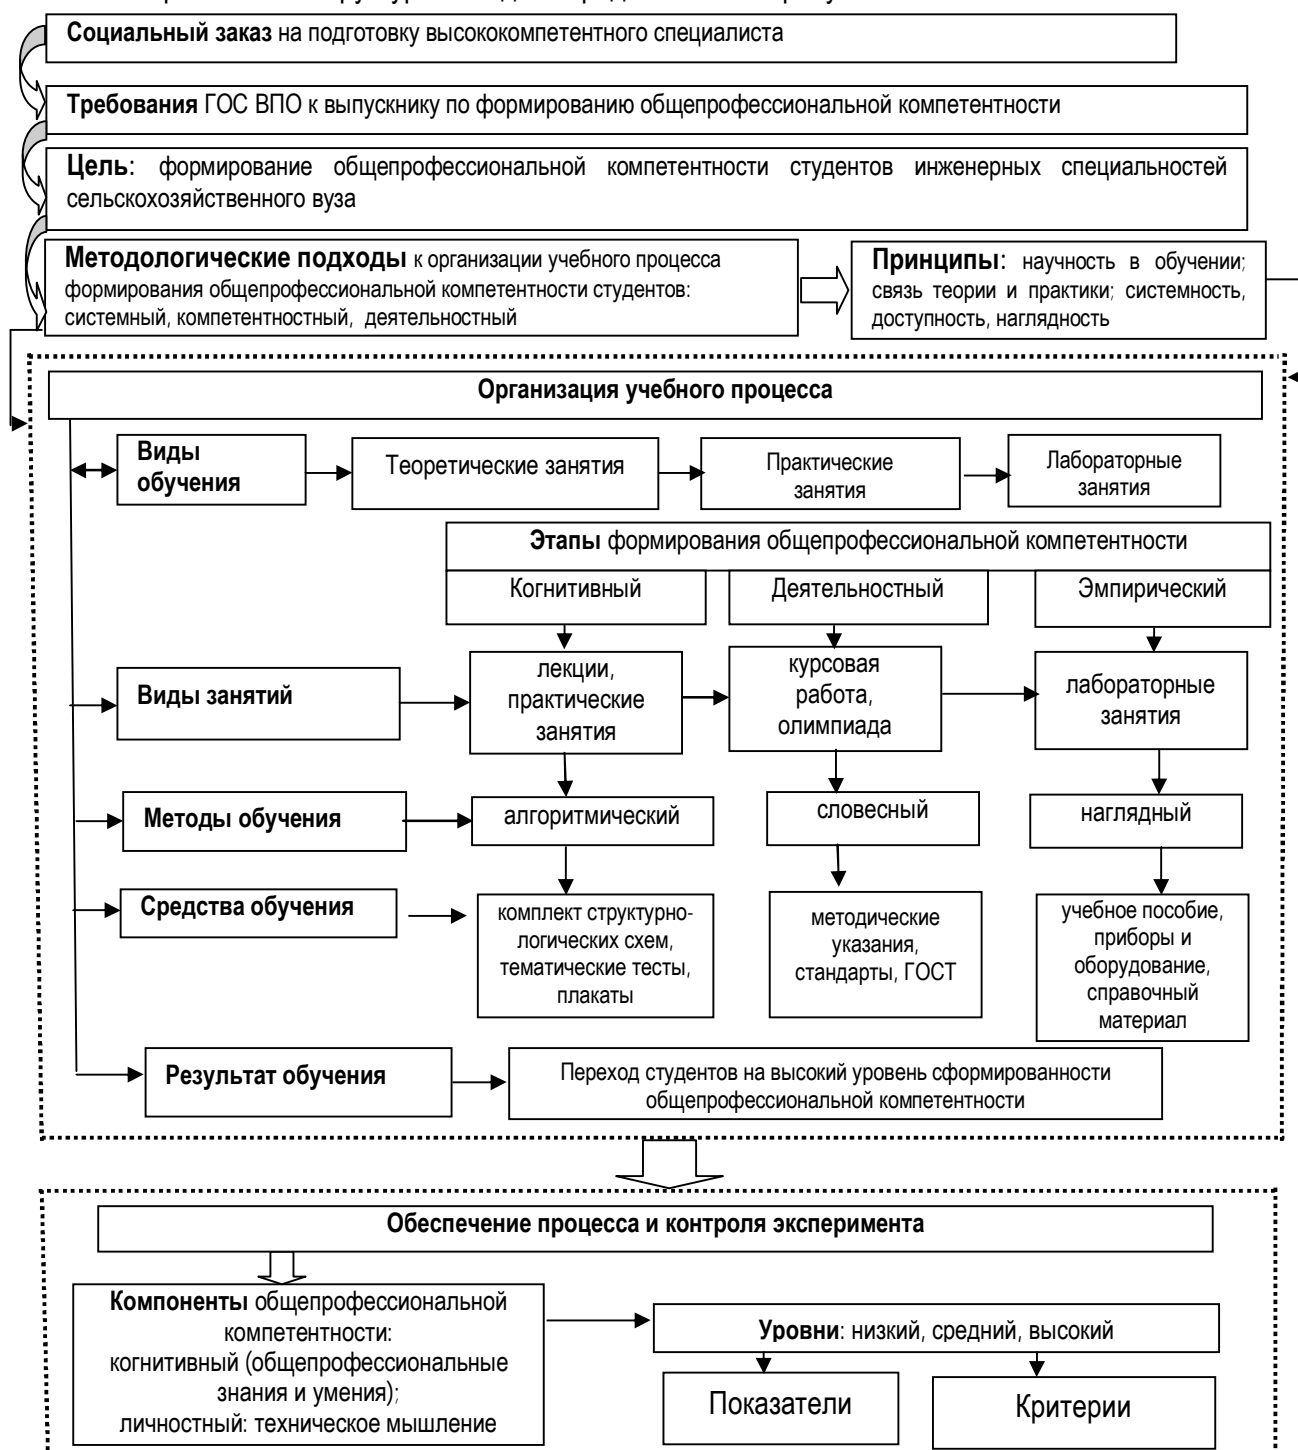 Социальный заказ на подготовку высококомпетентного специалиста
Требования ГОС ВПО к выпускнику по формированию общепрофессиональной компетентности
Цель: формирование общепрофессиональной компетентности студентов инженерных специальностей
сельскохозяйственного вуза
Методологические подходы к организации учебного процесса
формирования общепрофессиональной компетентности студентов:
системный, компетентностный, деятельностный
Принципы: научность в обучении;
связь теории и практики; системность,
доступность, наглядность
Организация учебного процесса
Виды
обучения
Теоретические занятия
Практические
занятия
Лабораторные
занятия
Этапы формирования общепрофессиональной компетентности
Когнитивный
Деятельностный
Эмпирический
Виды занятий
лекции,
практические
занятия
курсовая
работа,
олимпиада
лабораторные
занятия
Методы обучения
алгоритмический
словесный
наглядный
Средства обучения
комплект структурно-
логических схем,
тематические тесты,
плакаты
методические
указания,
стандарты, ГОСТ
учебное пособие,
приборы и
оборудование,
справочный
материал
Результат обучения
Переход студентов на высокий уровень сформированности
общепрофессиональной компетентности
Обеспечение процесса и контроля эксперимента
Компоненты общепрофессиональной
компетентности:
когнитивный (общепрофессиональные
знания и умения);
личностный: техническое мышление
Уровни: низкий, средний, высокий
Показатели
Критерии